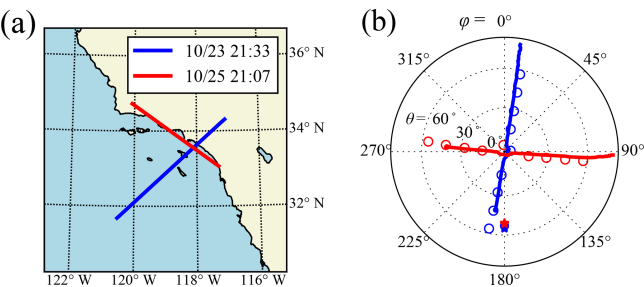 (a)
10/23 21:33
10/25 21:07
36° N
34° N
32° N
122° W 120° W 118° W 116° W
(b)
φ = 0°
315° 45°
θ= 60° 30° 0°
270° 90°
225° 135°
180°